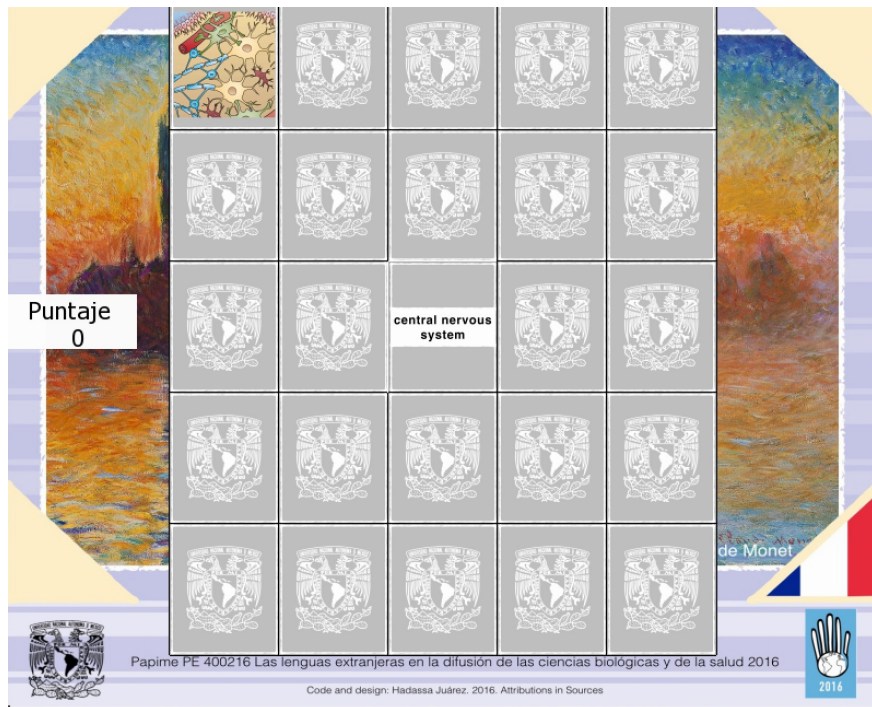 central nervous
system
Puntaje
0
de Monet
Papime PE 400216 Las lenguas extranjeras en la difusión de las ciencias biológicas y de la salud 2016
2016
Code and design: Hadassa Juárez. 2016. Attributions in Sources